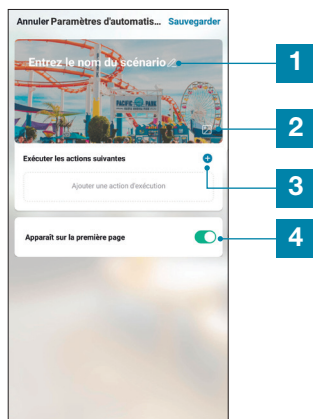 Annuler Paramètres d'automatis... Sauvegarder
Entrez le nom du scénario
1
PACIFIC PARK
2
Exécuter les actions suivantes
3
Ajouter une action d'exécution
Apparaît sur la première page
4